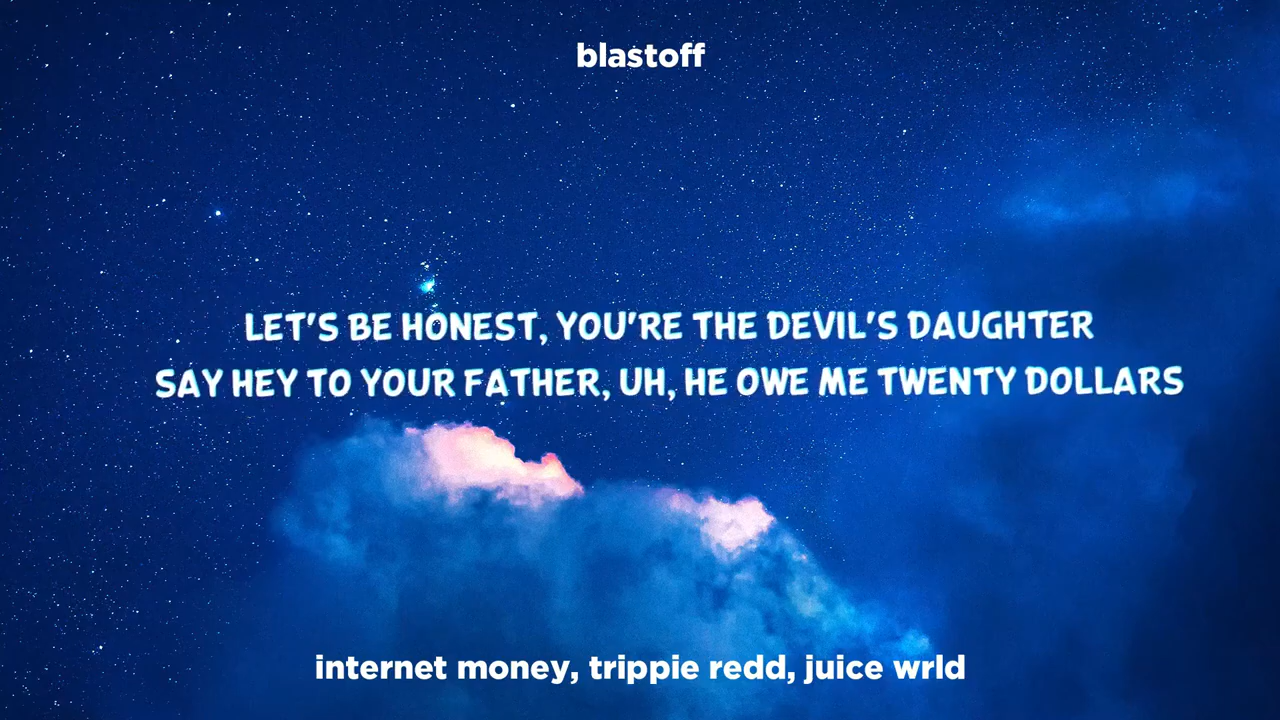 blastoff
LET'S BE HONEST, YOU'RE THE DEVIL'S DAUGHTER
SAY HEY TO YOUR FATHER, UH, HE OWE ME TWENTY DOLLARS
internet money, trippie redd, juice wrld